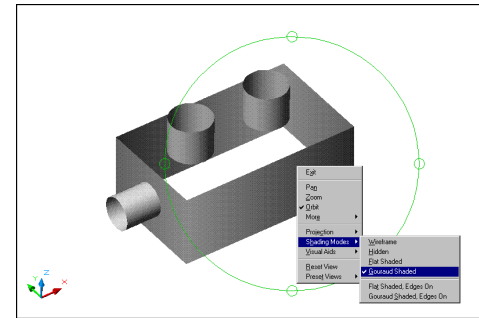 Exit
Pan
Zoom
Orbit
More
Projection
Shading Modes
Visual Aids
Reset View
Preset Views
Wireframe
Hidden
Flat Shaded
Gouraud Shaded
Flat Shaded, Edges On
Gouraud Shaded, Edges On
Z
Y
X